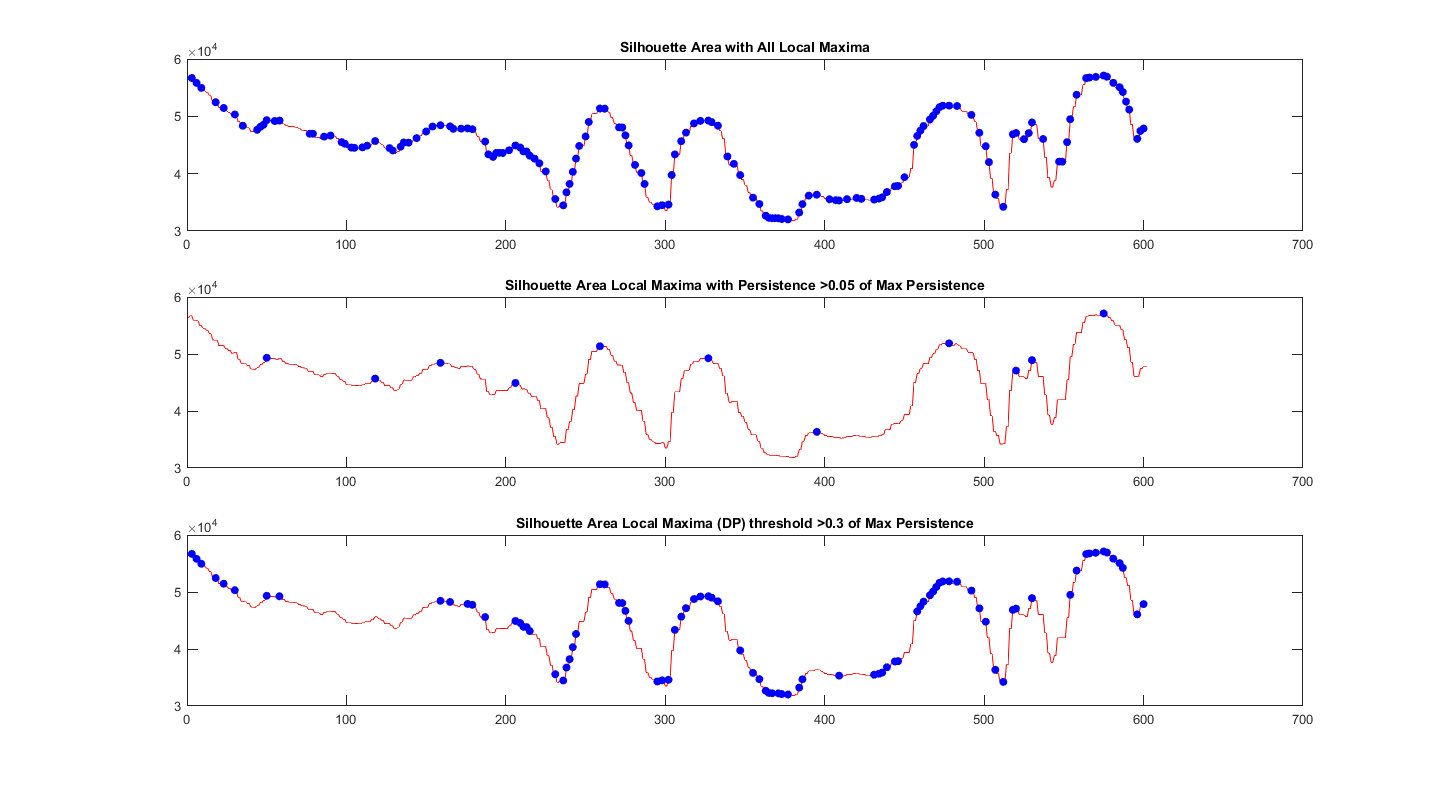 Silhouette Area with All Local Maxima
×10⁴
6
5
4
3
0 100 200 300 400 500 600 700
Silhouette Area Local Maxima with Persistence >0.05 of Max Persistence
×10⁴
6
5
4
3
0 100 200 300 400 500 600 700
Silhouette Area Local Maxima (DP) threshold >0.3 of Max Persistence
×10⁴
6
5
4
3
0 100 200 300 400 500 600 700